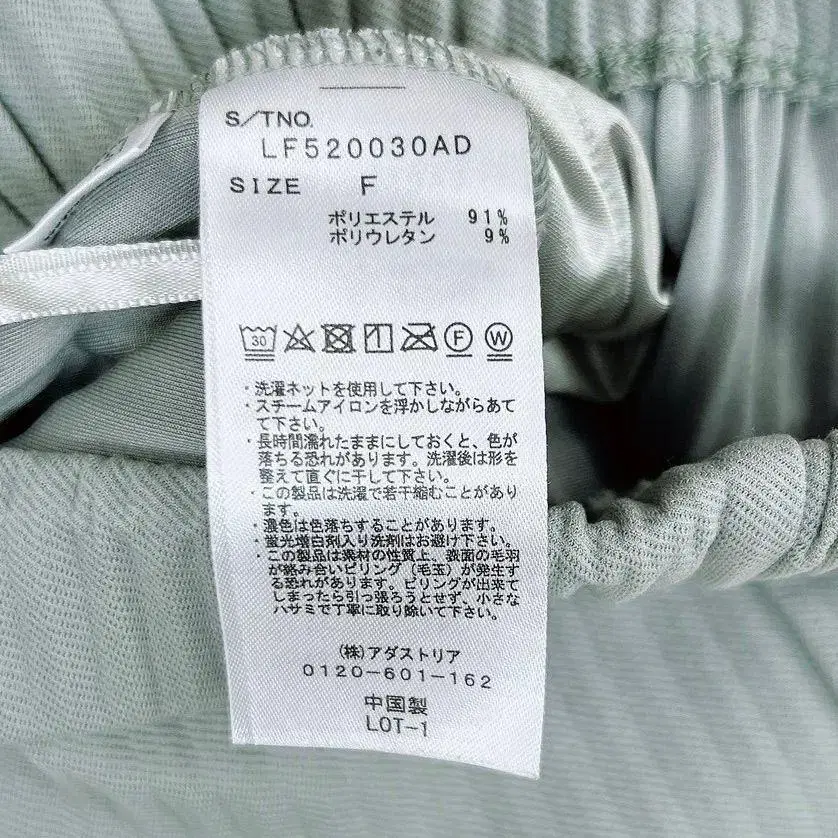 S/TNO.
LF520030AD
SIZE F
ポリエステル 91%
ポリウレタン 9%
30 F W
・洗濯ネットを使用して下さい。
・スチームアイロンを浮かしながらあて
て下さい。
・長時間濡れたままにしておくと、色が
落ちる恐れがあります。洗濯後は形を
整えて直ぐに干して下さい。
・この製品は洗濯で若干縮むことがあり
ます。
・濃色は色落ちすることがあります。
・蛍光増白剤入り洗剤はお避け下さい。
・この製品は素材の性質上、表面の毛羽
が絡み合いピリング（毛玉）が発生す
る恐れがあります。ピリングが出来て
しまったら引っ張ろうとせず、小さな
ハサミで丁寧に取り除いて下さい。
(株)アダストリア
0120-601-162
中国製
LOT-1